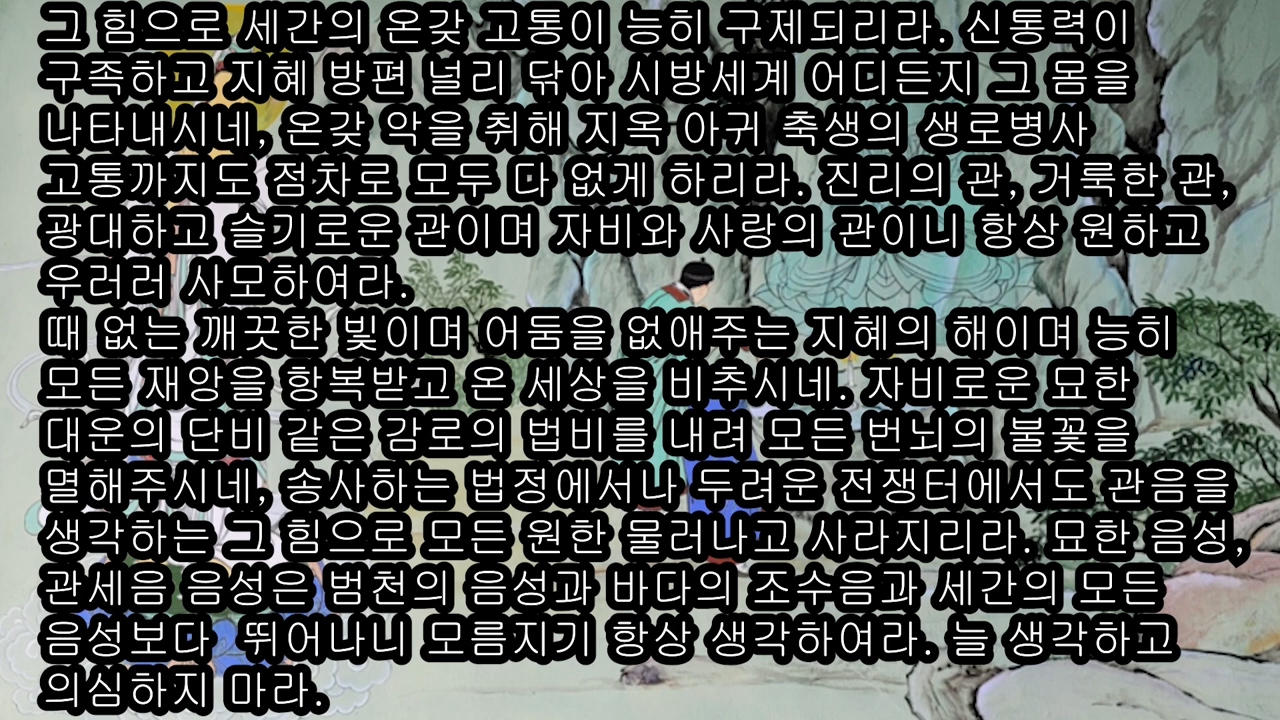 그 힘으로 세간의 온갖 고통이 능히 구제되리라. 신통력이
구족하고 지혜 방편 널리 닦아 시방세계 어디든지 그 몸을
나타내시네, 온갖 악을 취해 지옥 아귀 축생의 생로병사
고통까지도 점차로 모두 다 없게 하리라. 진리의 관, 거룩한 관,
광대하고 슬기로운 관이며 자비와 사랑의 관이니 항상 원하고
우러러 사모하여라.
때 없는 깨끗한 빛이며 어둠을 없애주는 지혜의 해이며 능히
모든 재앙을 항복받고 온 세상을 비추시네. 자비로운 묘한
대운의 단비 같은 감로의 법비를 내려 모든 번뇌의 불꽃을
멸해주시네, 송사하는 법정에서나 두려운 전쟁터에서도 관음을
생각하는 그 힘으로 모든 원한 물러나고 사라지리라. 묘한 음성,
관세음 음성은 범천의 음성과 바다의 조수음과 세간의 모든
음성보다  뛰어나니 모름지기 항상 생각하여라. 늘 생각하고
의심하지 마라.